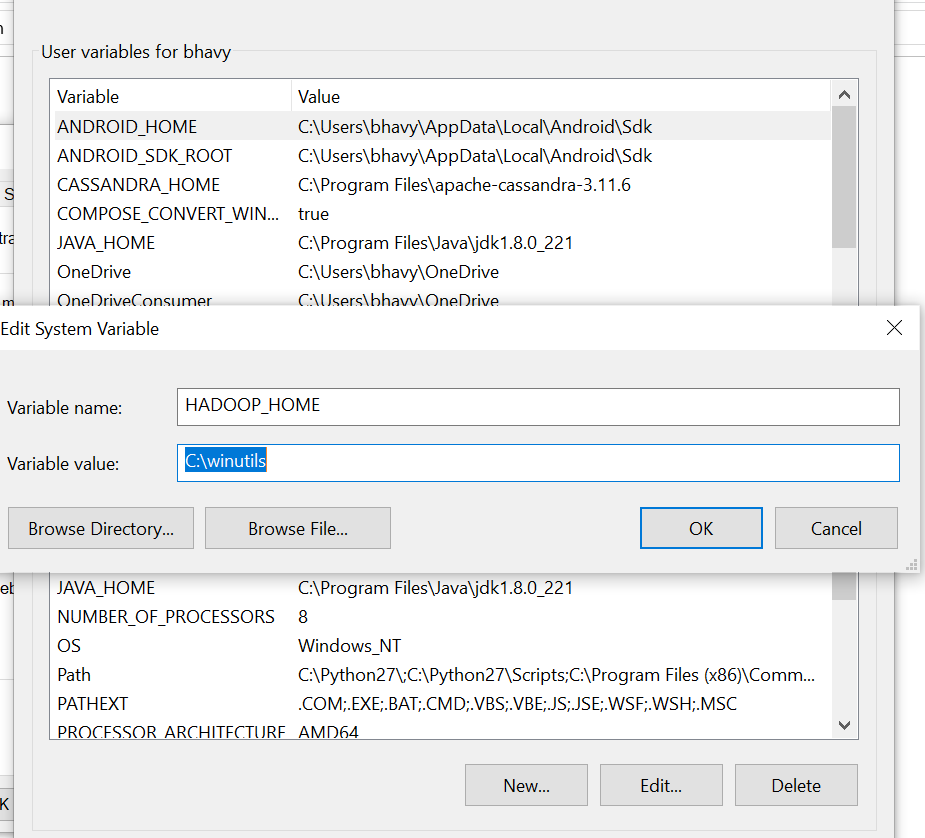 User variables for bhavy
Variable Value
ANDROID_HOME C:\Users\bhavy\AppData\Local\Android\Sdk
ANDROID_SDK_ROOT C:\Users\bhavy\AppData\Local\Android\Sdk
CASSANDRA_HOME C:\Program Files\apache-cassandra-3.11.6
COMPOSE_CONVERT_WIN... true
JAVA_HOME C:\Program Files\Java\jdk1.8.0_221
OneDrive C:\Users\bhavy\OneDrive
OneDriveConsumer C:\Users\bhavy\OneDrive
Edit System Variable
Variable name: HADOOP_HOME
Variable value: C:\winutils
Browse Directory... Browse File... OK Cancel
JAVA_HOME C:\Program Files\Java\jdk1.8.0_221
NUMBER_OF_PROCESSORS 8
OS Windows_NT
Path C:\Python27\;C:\Python27\Scripts;C:\Program Files (x86)\Comm...
PATHEXT .COM;.EXE;.BAT;.CMD;.VBS;.VBE;.JS;.JSE;.WSF;.WSH;.MSC
PROCESSOR_ARCHITECTURE AMD64
New... Edit... Delete